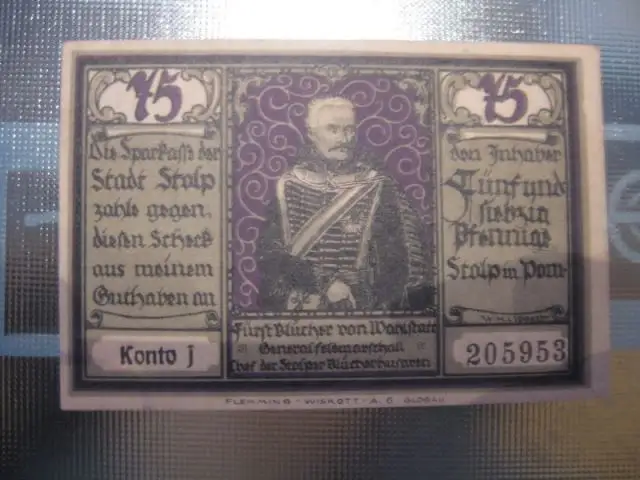 75
Die Sparkasse der
Stadt Stolp
zahle gegen
diesen Scheck
aus meinem
Guthaben an
Konto j
Fürst Blücher von Wahlstatt
Generalfeldmarschall
Chef der Stolper Blücherhusaren
75
den Inhaber
Fünfund
siebzig
Pfennige
Stolp in Pom
205953
FLEMMING - WISKOTT - A. G. GLOGAU